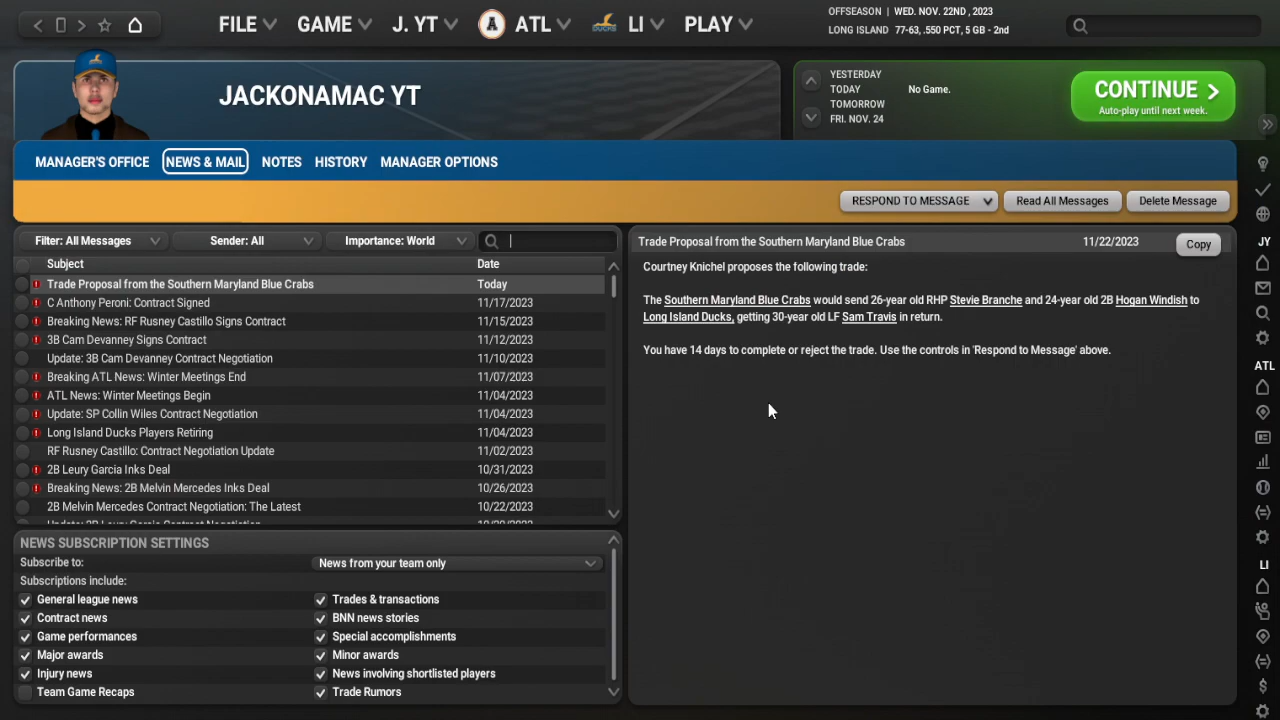 FILE GAME J. YT ATL LI PLAY
OFFSEASON | WED. NOV. 22ND , 2023
LONG ISLAND 77-63, .550 PCT, 5 GB - 2nd
JACKONAMAC YT
YESTERDAY
TODAY No Game.
TOMORROW
FRI. NOV. 24
CONTINUE
Auto-play until next week.
MANAGER'S OFFICE NEWS & MAIL NOTES HISTORY MANAGER OPTIONS
RESPOND TO MESSAGE Read All Messages Delete Message
Filter: All Messages Sender: All Importance: World
Subject Date
Trade Proposal from the Southern Maryland Blue Crabs Today
C Anthony Peroni: Contract Signed 11/17/2023
Breaking News: RF Rusney Castillo Signs Contract 11/15/2023
3B Cam Devanney Signs Contract 11/12/2023
Update: 3B Cam Devanney Contract Negotiation 11/10/2023
Breaking ATL News: Winter Meetings End 11/07/2023
ATL News: Winter Meetings Begin 11/04/2023
Update: SP Collin Wiles Contract Negotiation 11/04/2023
Long Island Ducks Players Retiring 11/04/2023
RF Rusney Castillo: Contract Negotiation Update 11/02/2023
2B Leury Garcia Inks Deal 10/31/2023
Breaking News: 2B Melvin Mercedes Inks Deal 10/26/2023
2B Melvin Mercedes Contract Negotiation: The Latest 10/22/2023
Update: 2B Leury Garcia Contract Negotiation
Trade Proposal from the Southern Maryland Blue Crabs 11/22/2023 Copy
Courtney Knichel proposes the following trade:
The Southern Maryland Blue Crabs would send 26-year old RHP Stevie Branche and 24-year old 2B Hogan Windish to
Long Island Ducks, getting 30-year old LF Sam Travis in return.
You have 14 days to complete or reject the trade. Use the controls in 'Respond to Message' above.
NEWS SUBSCRIPTION SETTINGS
Subscribe to: News from your team only
Subscriptions include:
General league news Trades & transactions
Contract news BNN news stories
Game performances Special accomplishments
Major awards Minor awards
Injury news News involving shortlisted players
Team Game Recaps Trade Rumors
JY
ATL
LI